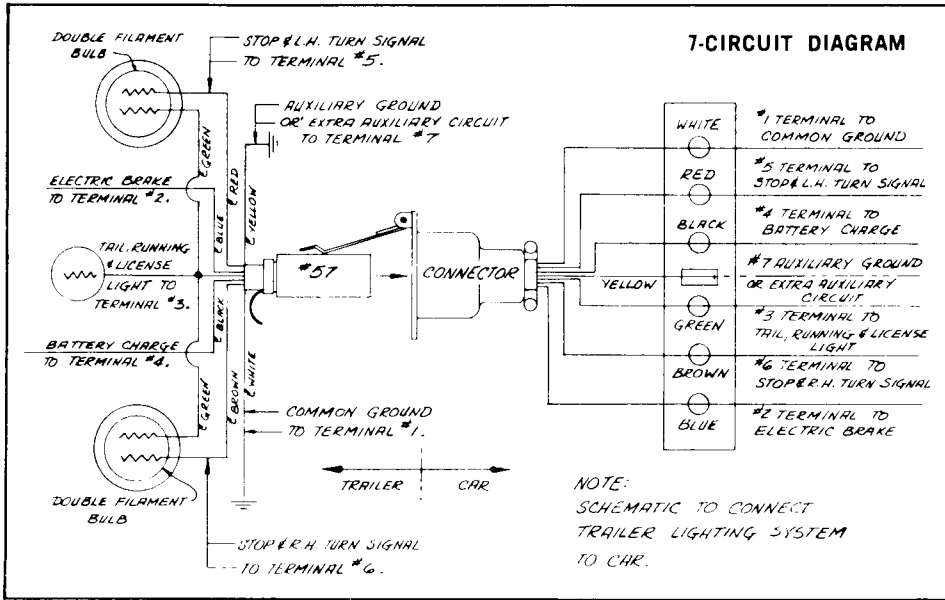 7-CIRCUIT DIAGRAM
DOUBLE FILAMENT
BULB
STOP & L.H. TURN SIGNAL
TO TERMINAL #5.
AUXILIARY GROUND
OR EXTRA AUXILIARY CIRCUIT
TO TERMINAL #7
GREEN
RED
YELLOW
BLUE
ELECTRIC BRAKE
TO TERMINAL #2.
TAIL, RUNNING
& LICENSE
LIGHT TO
TERMINAL #3.
#57
CONNECTOR
BATTERY CHARGE
TO TERMINAL #4.
BLACK
GREEN
BROWN
WHITE
COMMON GROUND
TO TERMINAL #1.
DOUBLE FILAMENT
BULB
STOP & R.H. TURN SIGNAL
TO TERMINAL #6.
TRAILER
CAR
WHITE
#1 TERMINAL TO
COMMON GROUND
RED
#5 TERMINAL TO
STOP & L.H. TURN SIGNAL
BLACK
#4 TERMINAL TO
BATTERY CHARGE
YELLOW
#7 AUXILIARY GROUND
OR EXTRA AUXILIARY
CIRCUIT
GREEN
#3 TERMINAL TO
TAIL, RUNNING & LICENSE
LIGHT
BROWN
#6 TERMINAL TO
STOP & R.H. TURN SIGNAL
BLUE
#2 TERMINAL TO
ELECTRIC BRAKE
NOTE:
SCHEMATIC TO CONNECT
TRAILER LIGHTING SYSTEM
TO CAR.